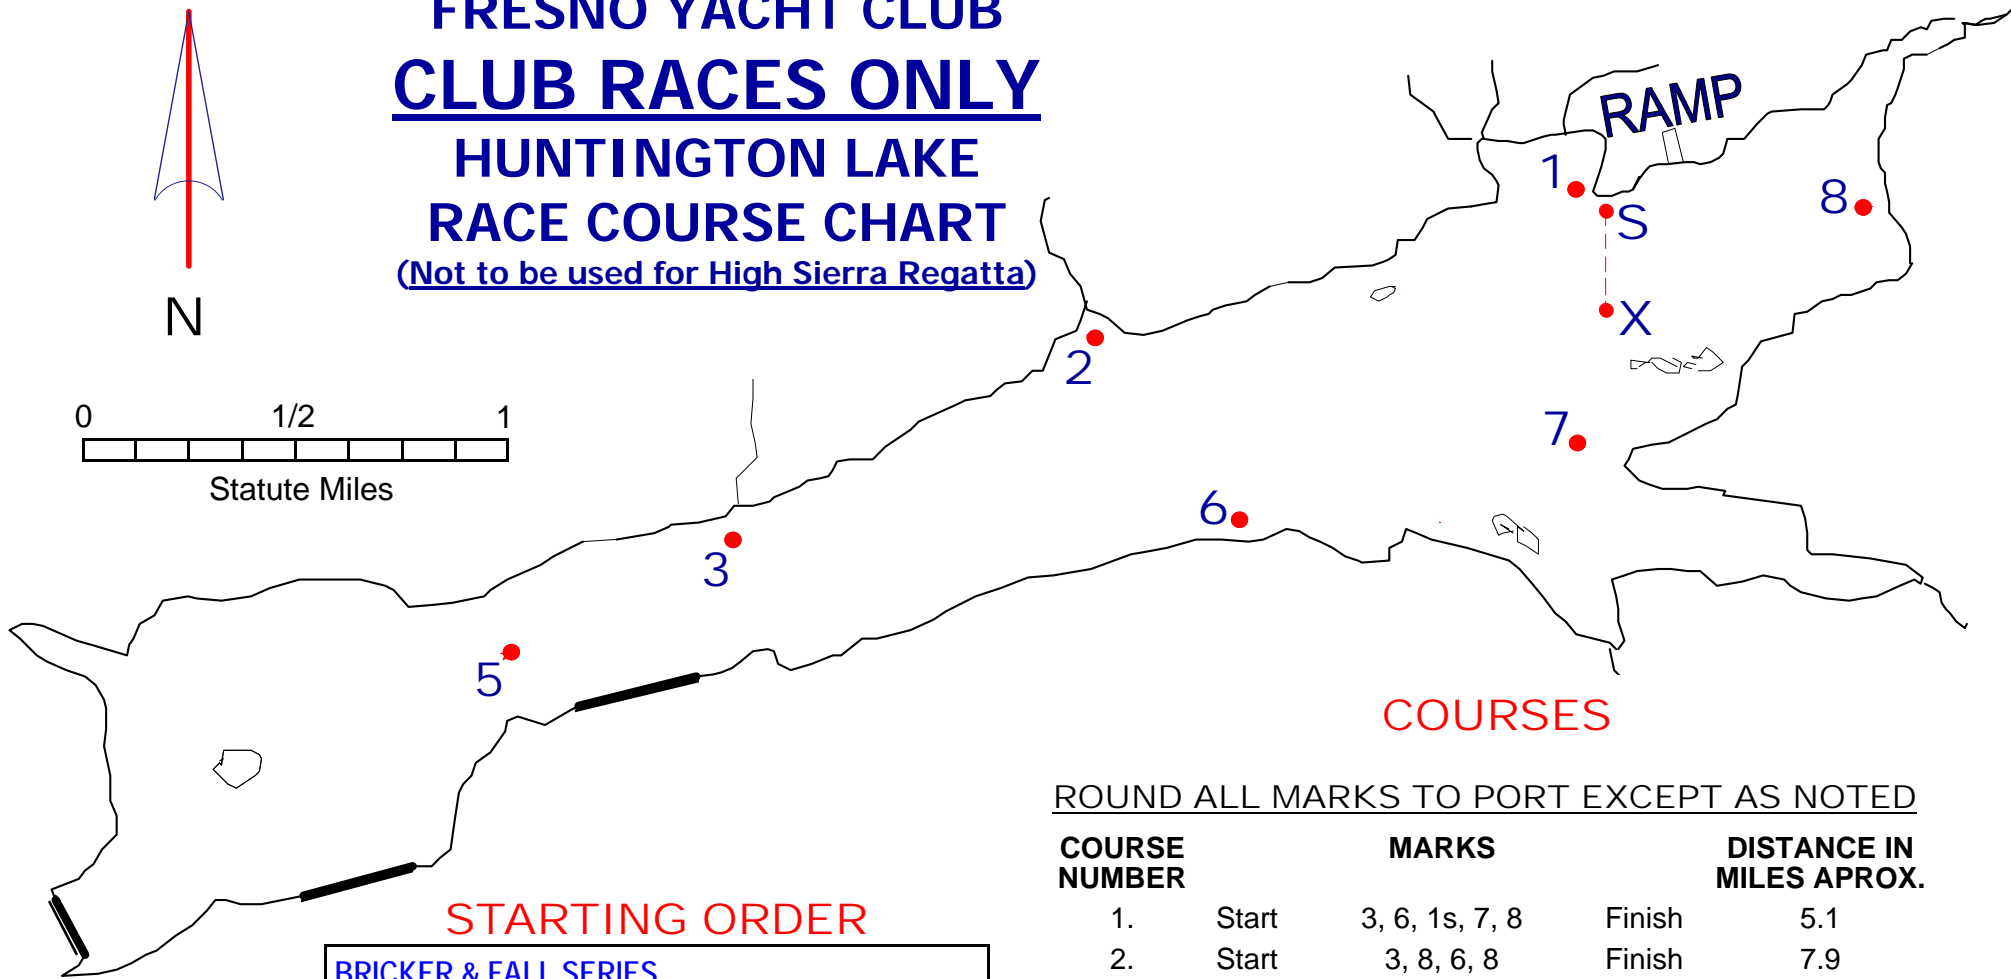 FRESNO YACHT CLUB
CLUB RACES ONLY
HUNTINGTON LAKE
RACE COURSE CHART
(Not to be used for High Sierra Regatta)
N
0 1/2 1
Statute Miles
RAMP
1
S
8
X
2
7
6
3
5
COURSES
ROUND ALL MARKS TO PORT EXCEPT AS NOTED
COURSE NUMBER MARKS DISTANCE IN MILES APROX.
1. Start 3, 6, 1s, 7, 8 Finish 5.1
2. Start 3, 8, 6, 8 Finish 7.9
STARTING ORDER
BRICKER & FALL SERIES